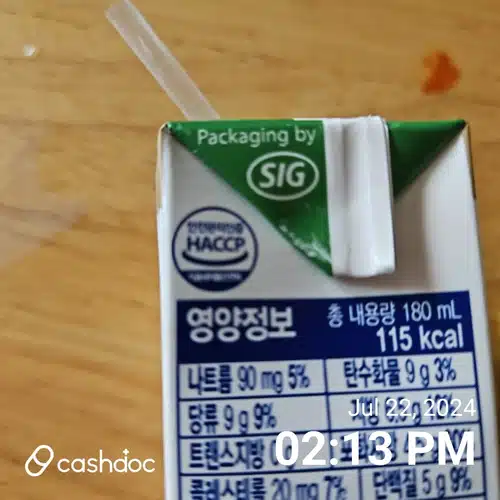 Packaging by
SIG
HACCP
영양정보 총 내용량 180 mL
115 kcal
나트륨 90 mg 5% 탄수화물 9 g 3%
당류 9 g 9% 지방
Jul 22, 2024
트랜스지방
02:13 PM
cashdoc
콜레스테롤 20 mg 7% 단백질 5 g 9%